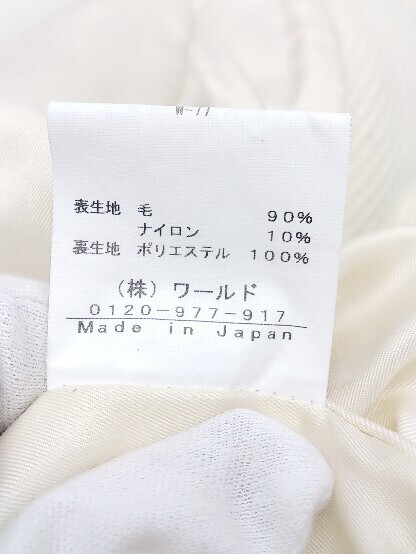 W-77
表生地 毛 90%
ナイロン 10%
裏生地 ポリエステル 100%
(株)ワールド
0120-977-917
Made in Japan